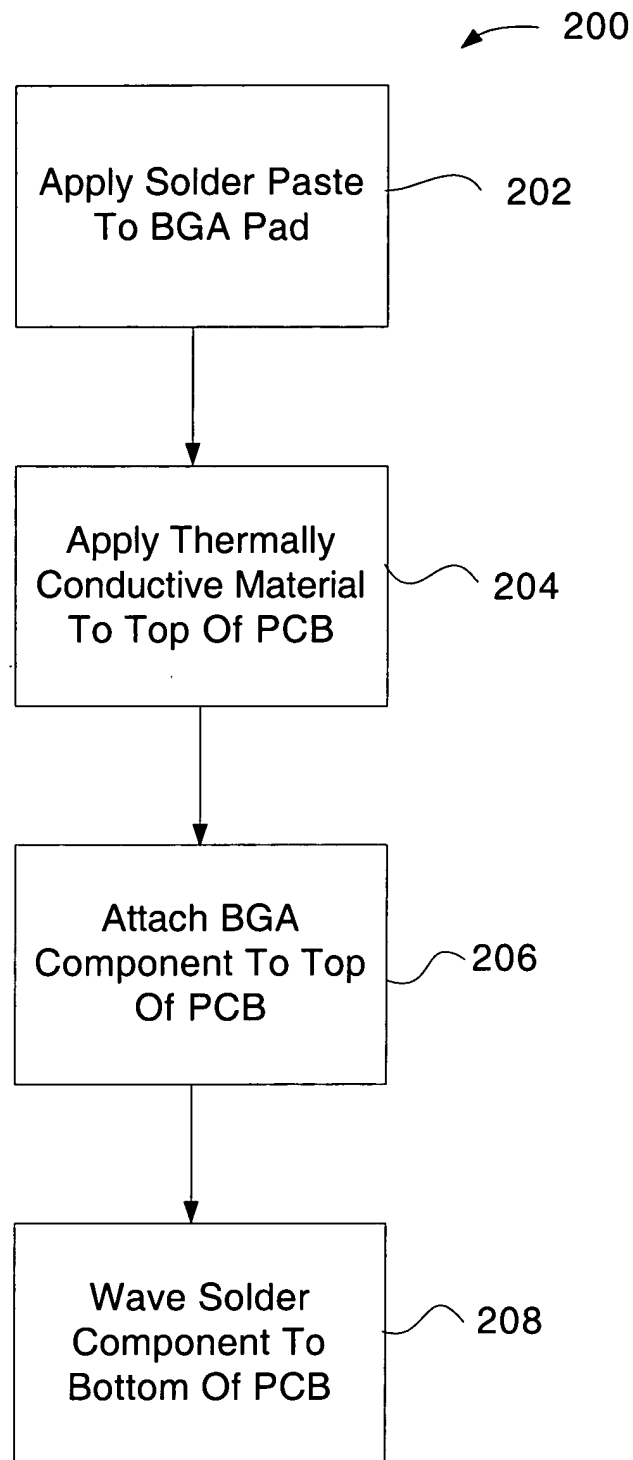 200
Apply Solder Paste
To BGA Pad
202
Apply Thermally
Conductive Material
To Top Of PCB
204
Attach BGA
Component To Top
Of PCB
206
Wave Solder
Component To
Bottom Of PCB
208